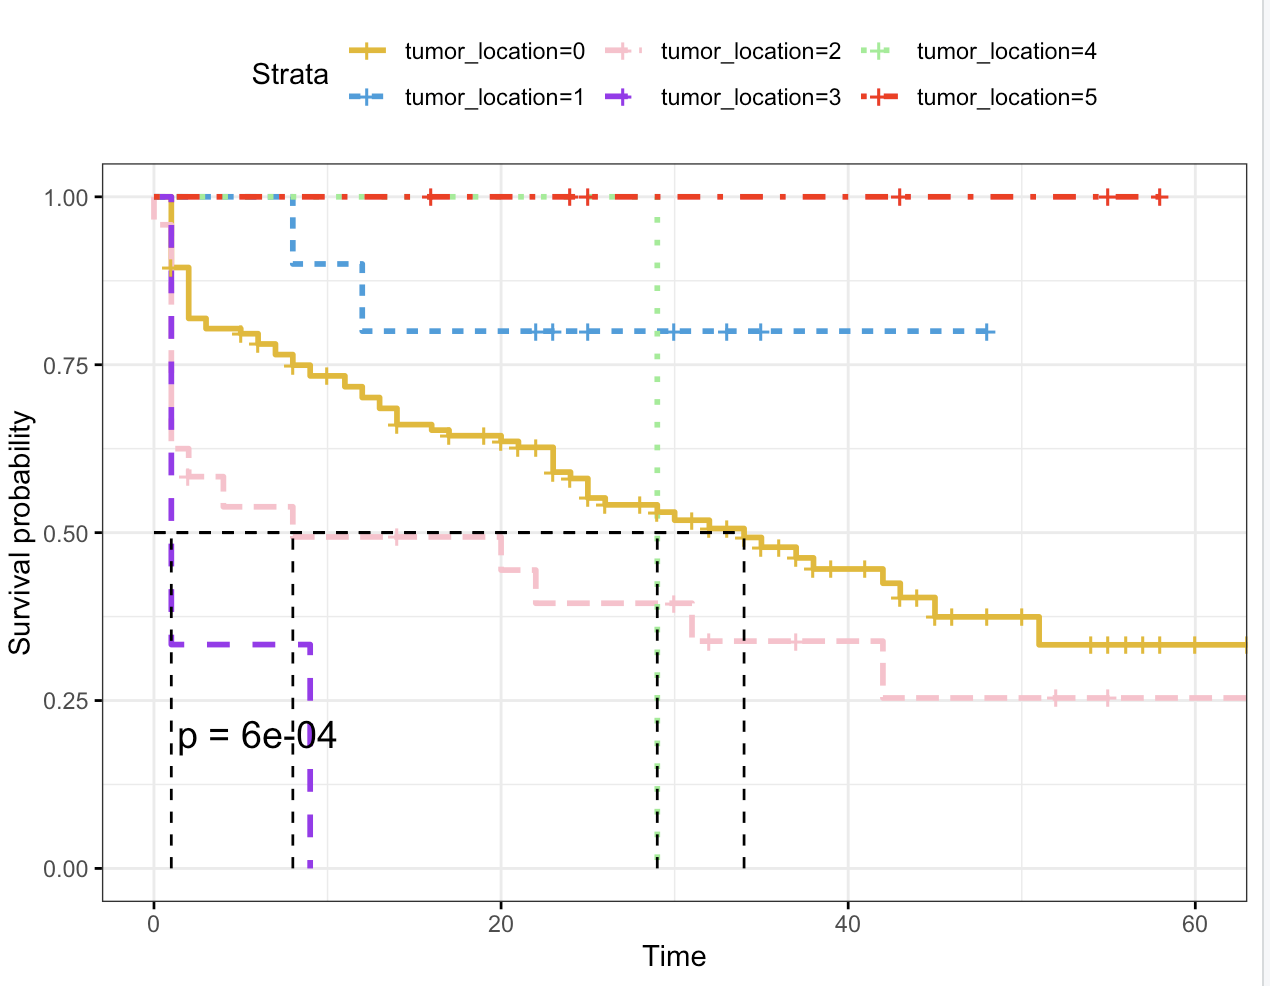 Strata
tumor_location=0
tumor_location=2
tumor_location=4
tumor_location=1
tumor_location=3
tumor_location=5
Survival probability
1.00
0.75
0.50
0.25
0.00
p = 6e-04
0
20
40
60
Time